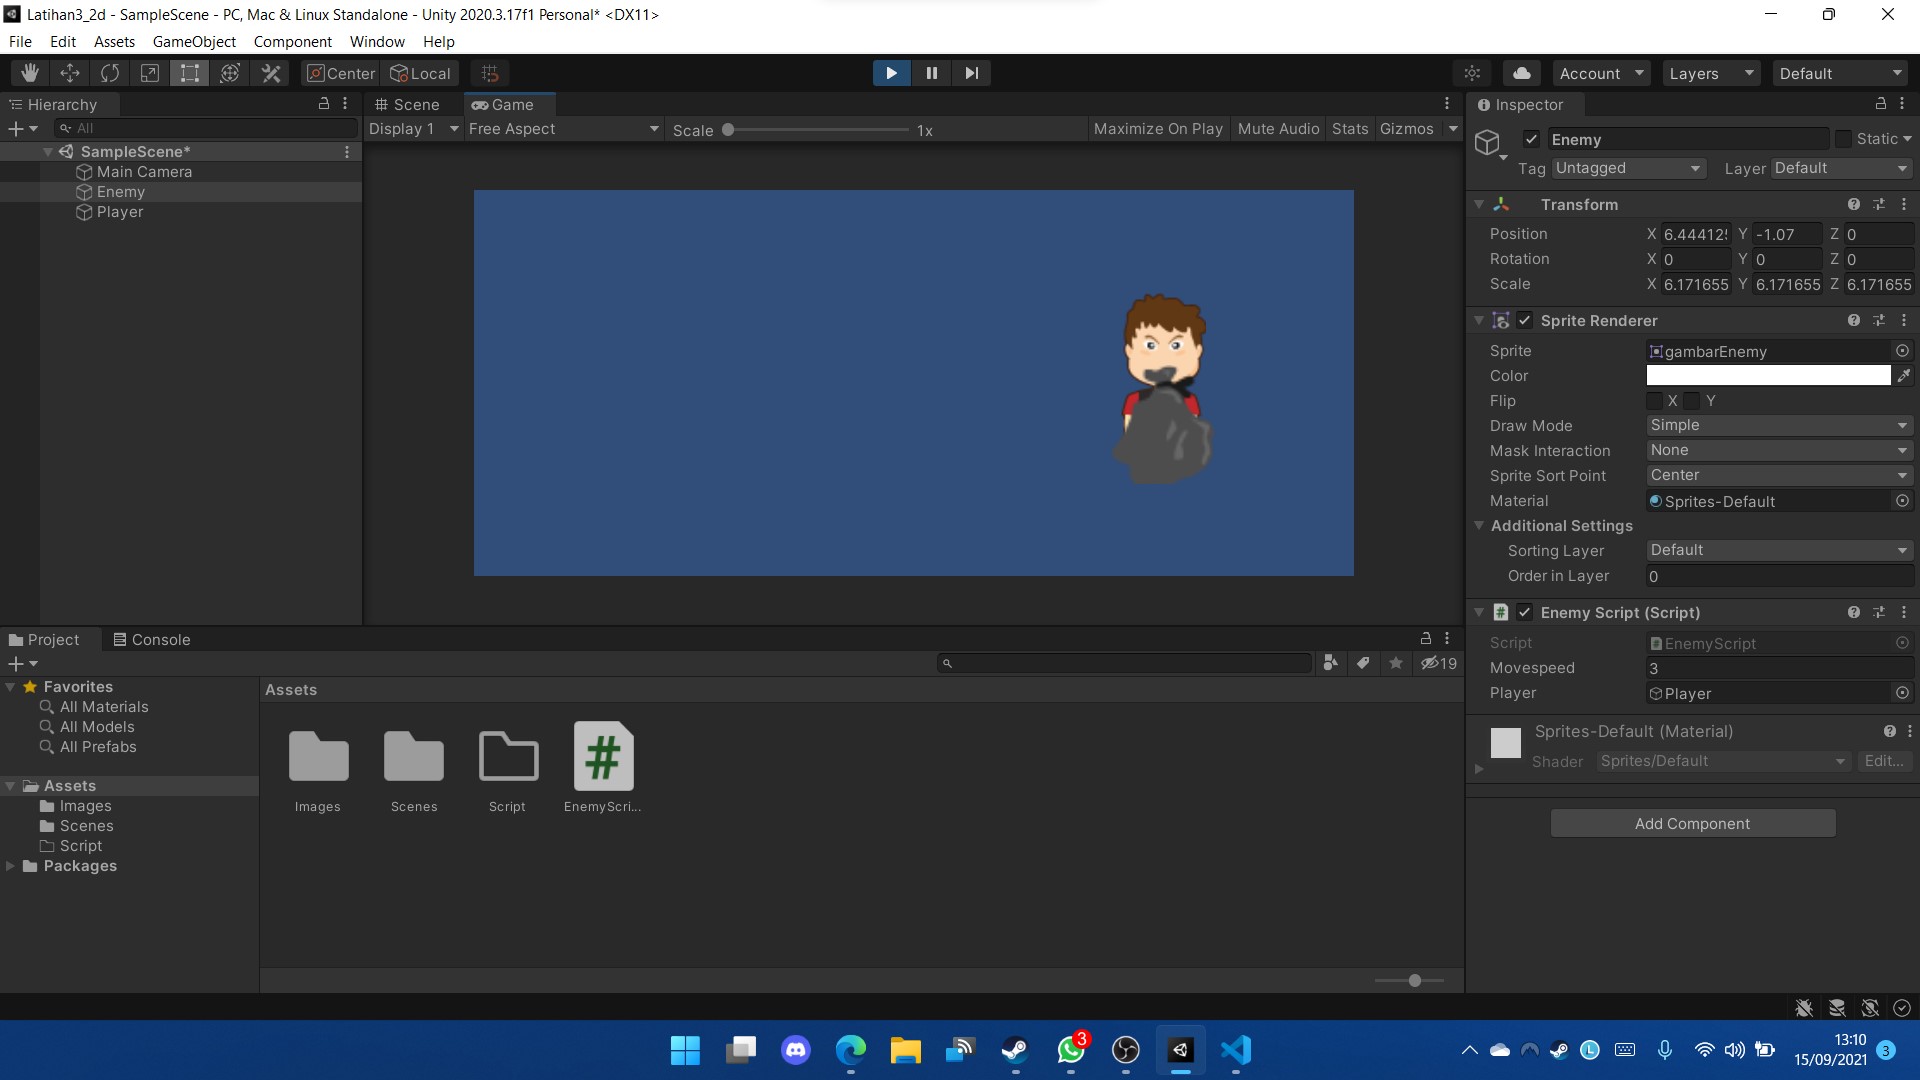 Latihan3_2d - SampleScene - PC, Mac & Linux Standalone - Unity 2020.3.17f1 Personal* <DX11>
File Edit Assets GameObject Component Window Help
Center Local
Account Layers Default
Hierarchy
All
SampleScene*
Main Camera
Enemy
Player
Scene Game
Display 1 Free Aspect Scale 1x Maximize On Play Mute Audio Stats Gizmos
Inspector
Enemy Static
Tag Untagged Layer Default
Transform
Position X 6.444125 Y -1.07 Z 0
Rotation X 0 Y 0 Z 0
Scale X 6.171655 Y 6.171655 Z 6.171655
Sprite Renderer
Sprite gambarEnemy
Color
Flip X Y
Draw Mode Simple
Mask Interaction None
Sprite Sort Point Center
Material Sprites-Default
Additional Settings
Sorting Layer Default
Order in Layer 0
# Enemy Script (Script)
Script EnemyScript
Movespeed 3
Player Player
Sprites-Default (Material)
Shader Sprites/Default Edit...
Add Component
Project Console
19
Favorites
All Materials
All Models
All Prefabs
Assets
Images
Scenes
Script
Packages
Assets
#
Images Scenes Script EnemyScri...
3
L
13:10
15/09/2021
3